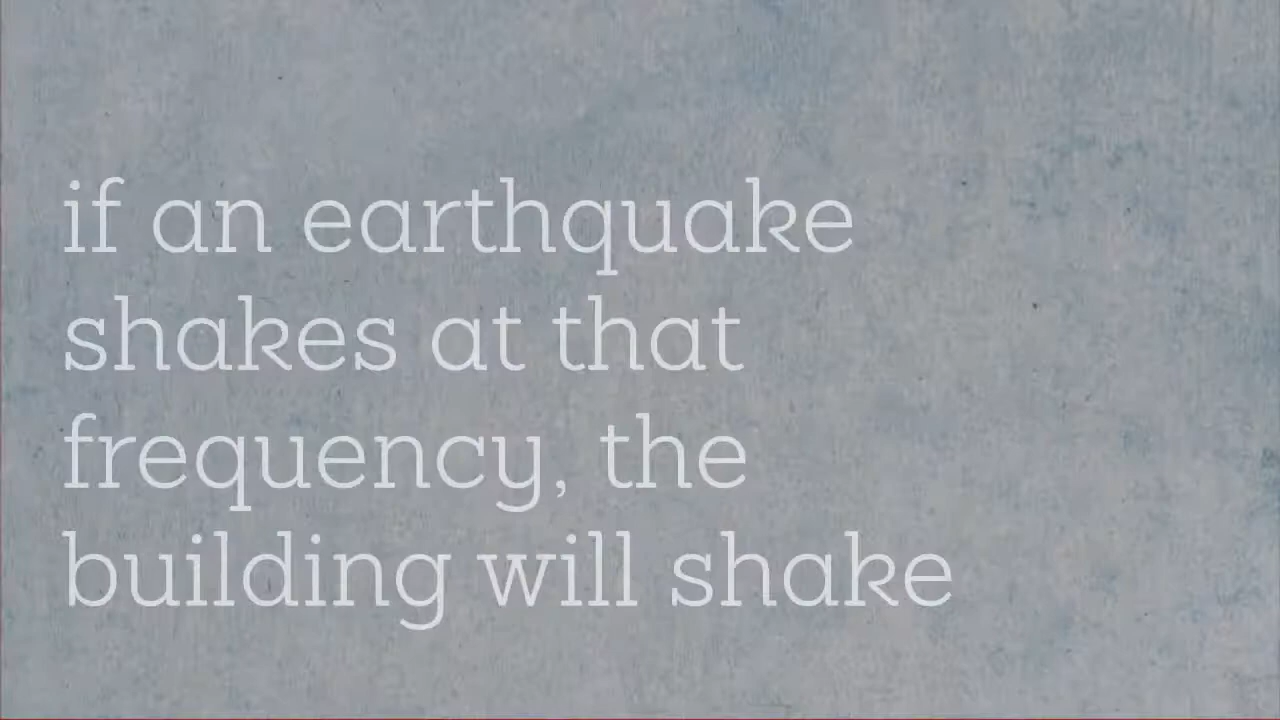 if an earthquake
shakes at that
frequency, the
building will shake